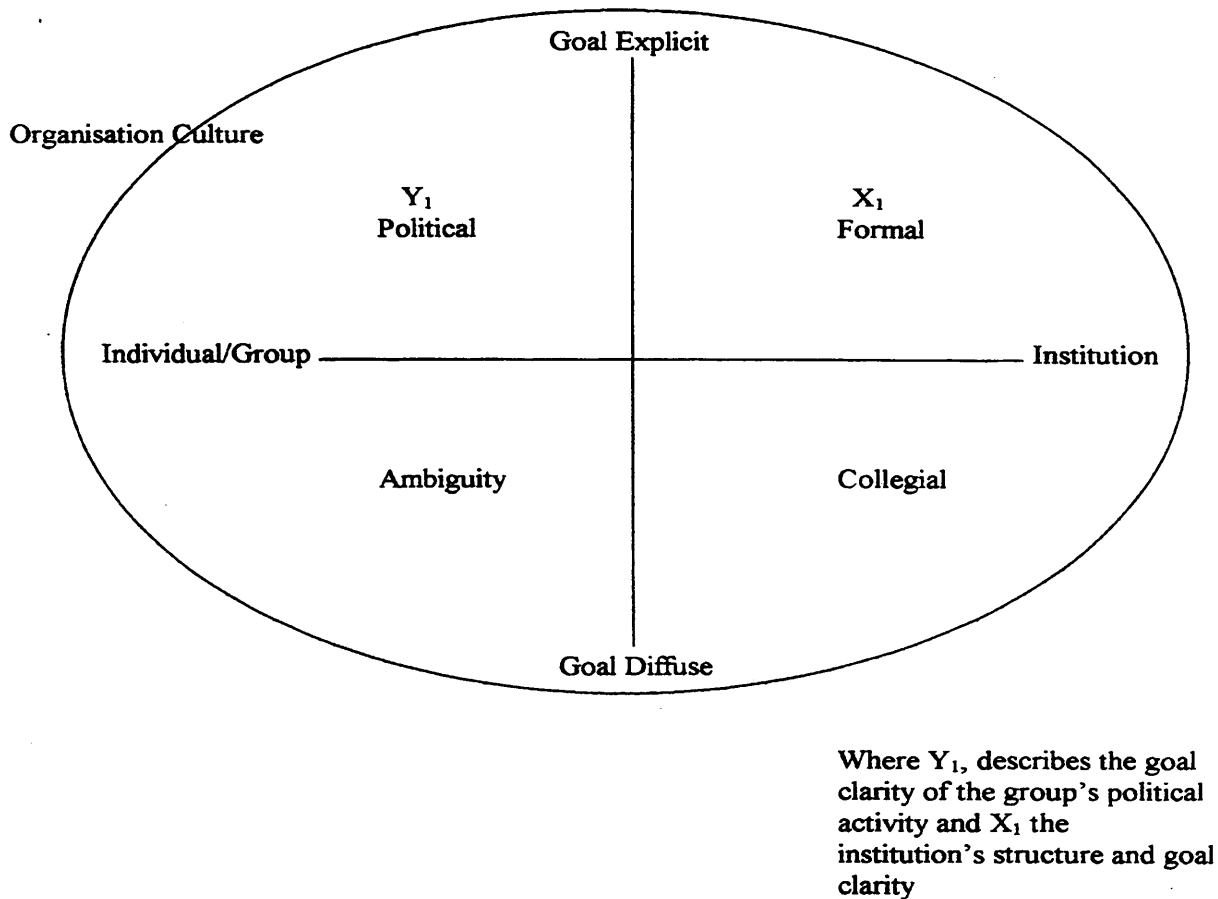 Goal Explicit
Organisation Culture
Y₁
Political
X₁
Formal
Individual/Group
Institution
Ambiguity
Collegial
Goal Diffuse
Where Y₁, describes the goal
clarity of the group's political
activity and X₁ the
institution's structure and goal
clarity